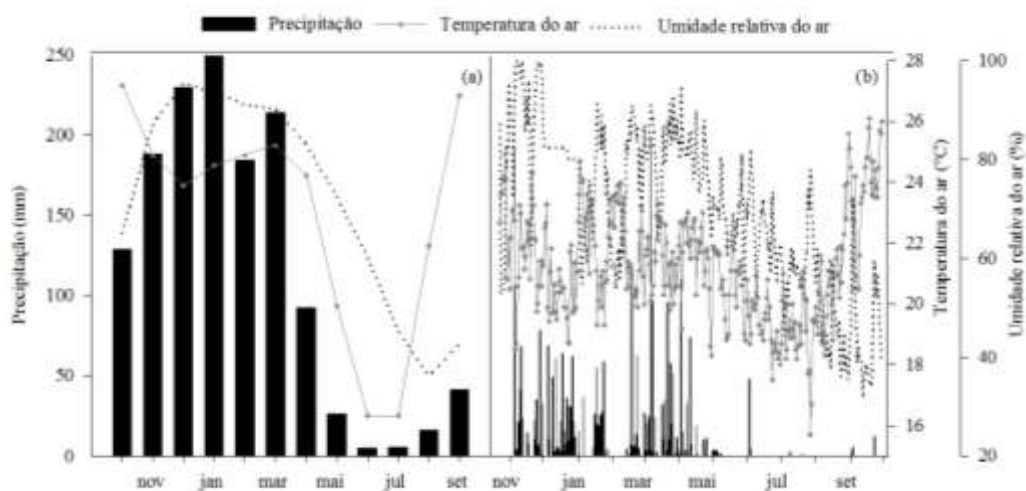 Precipitação Temperatura do ar Umidade relativa do ar
250 (a) (b) 28 100
200 26
24 80
150 22 60
100 20
18 40
50
16
0 20
Precipitação (mm)
Temperatura do ar (°C)
Umidade relativa do ar (%)
nov jan mar mai jul set nov jan mar mai jul set